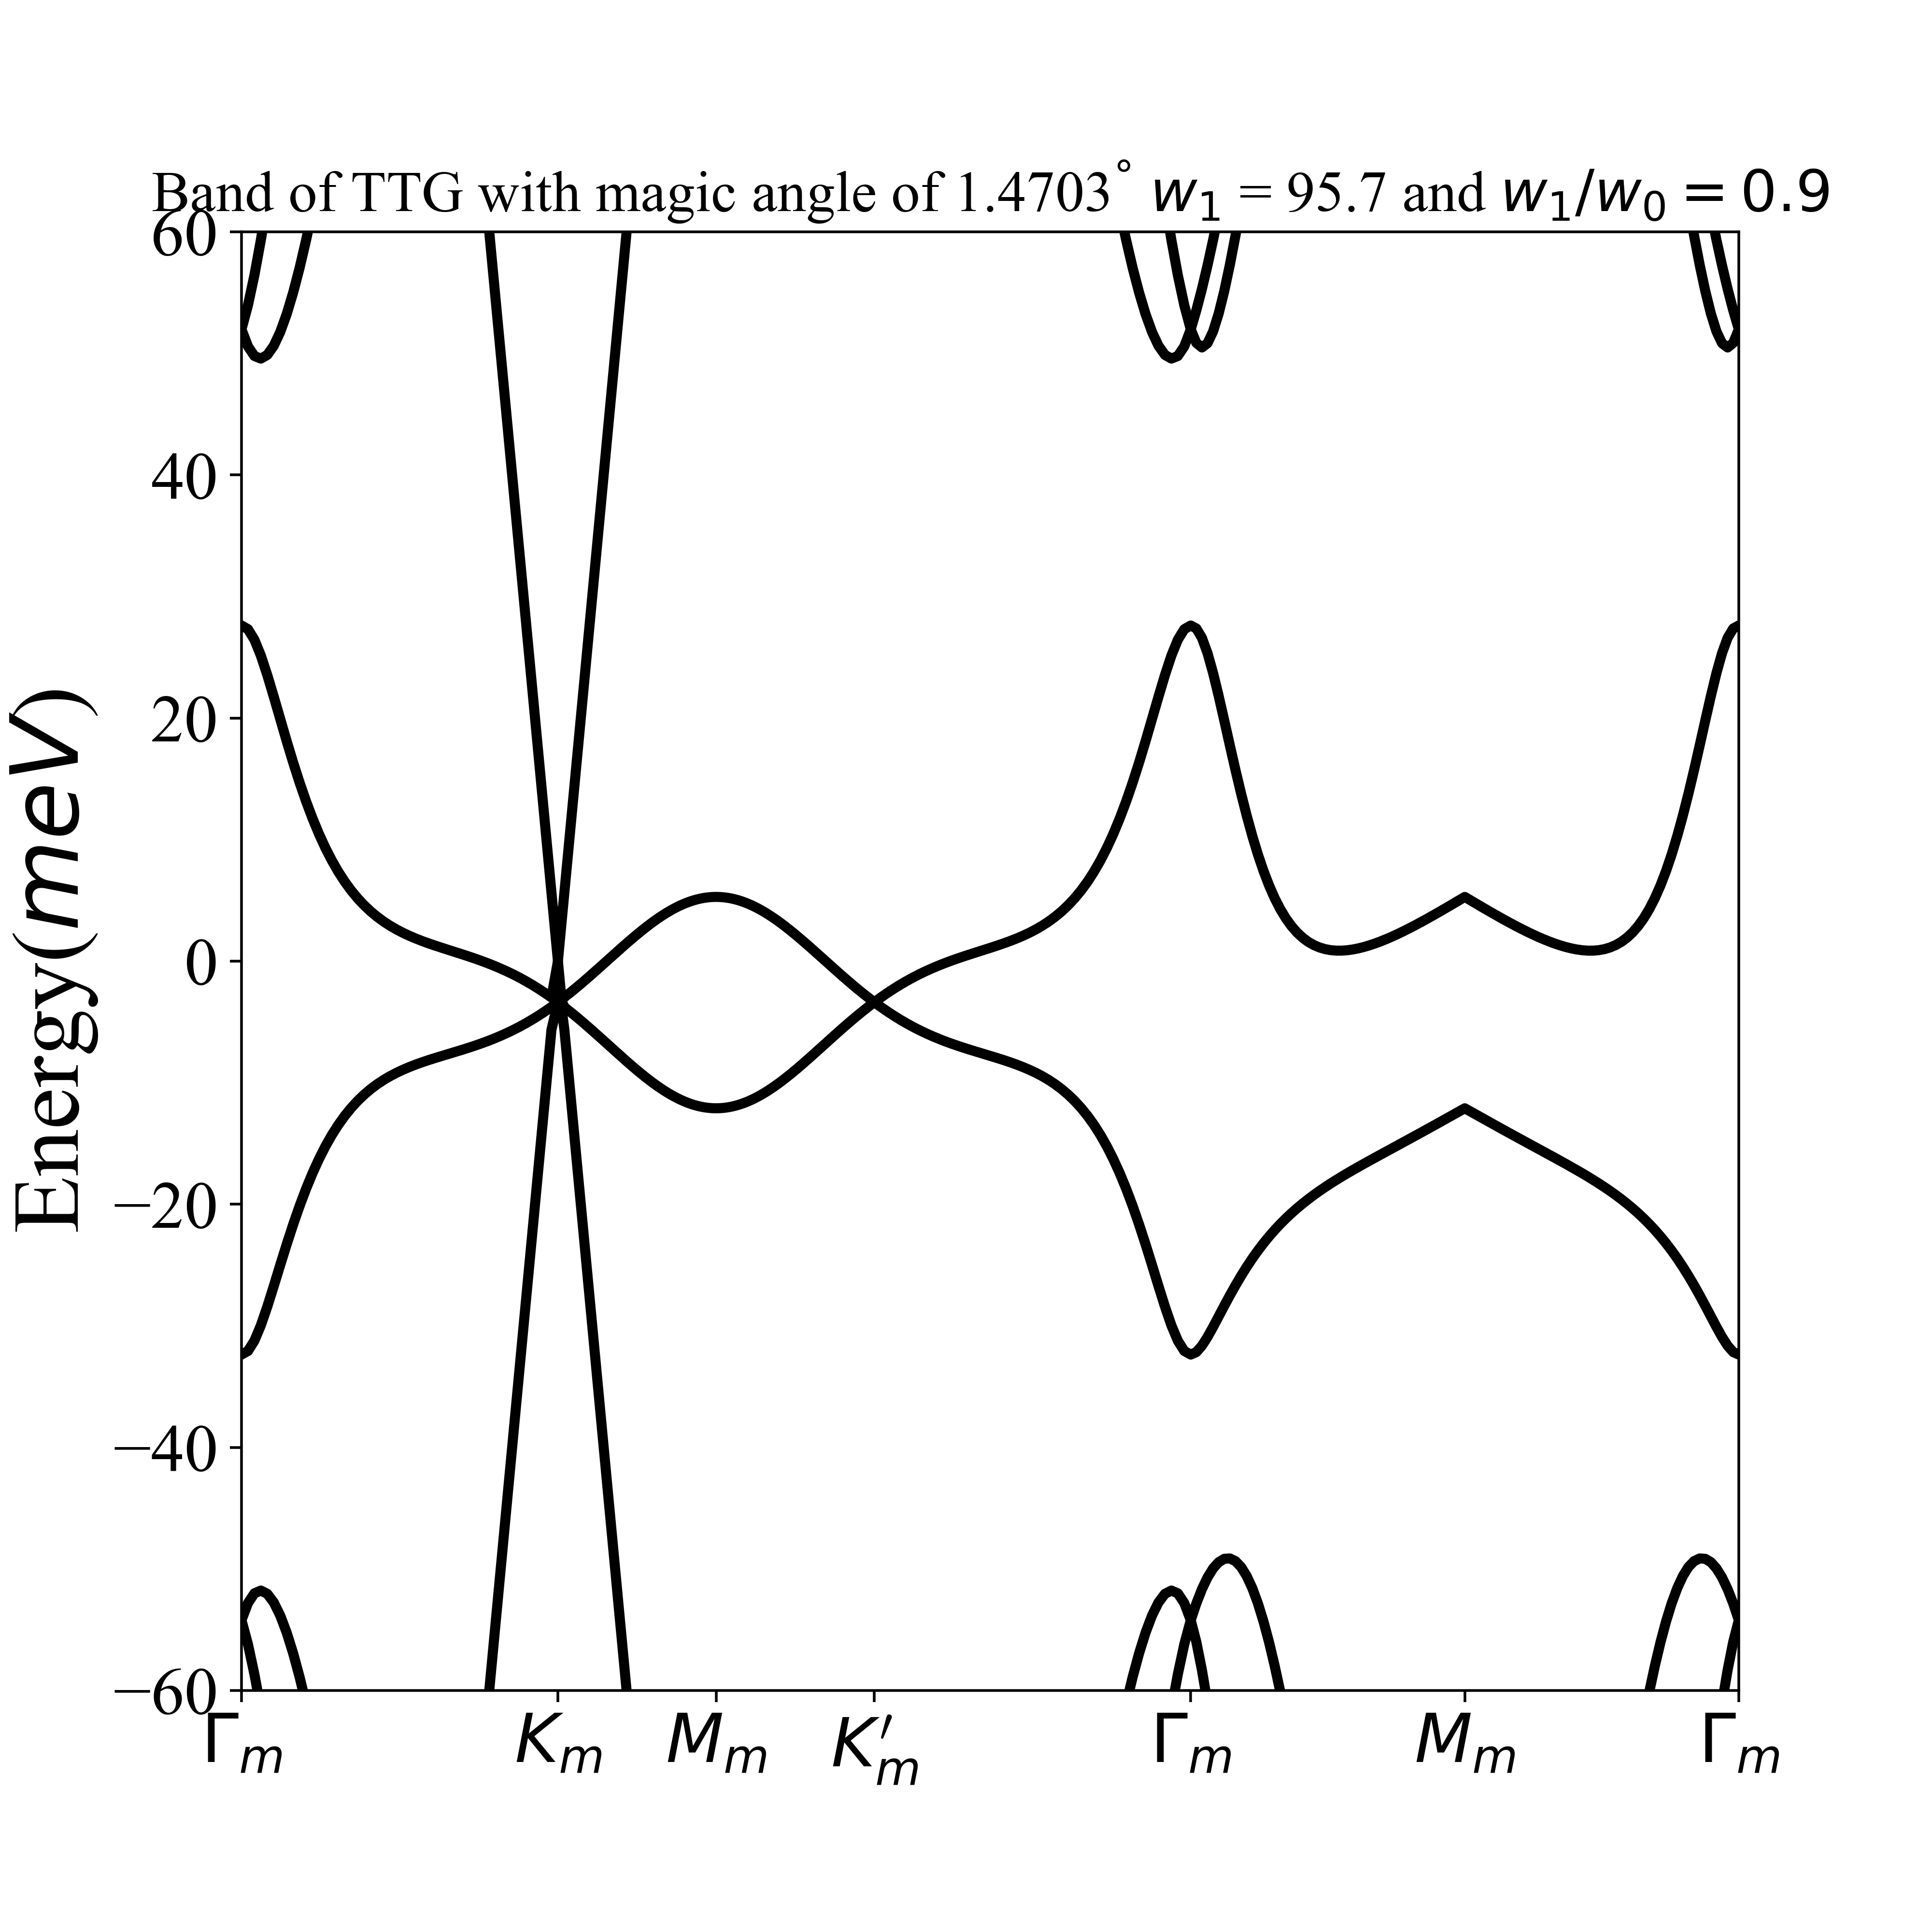 Band of TTG with magic angle of 1.4703° w₁ = 95.7 and w₁/w₀ = 0.9
Energy(meV)
60
40
20
0
−20
−40
−60
Γₘ Kₘ Mₘ K′ₘ Γₘ Mₘ Γₘ